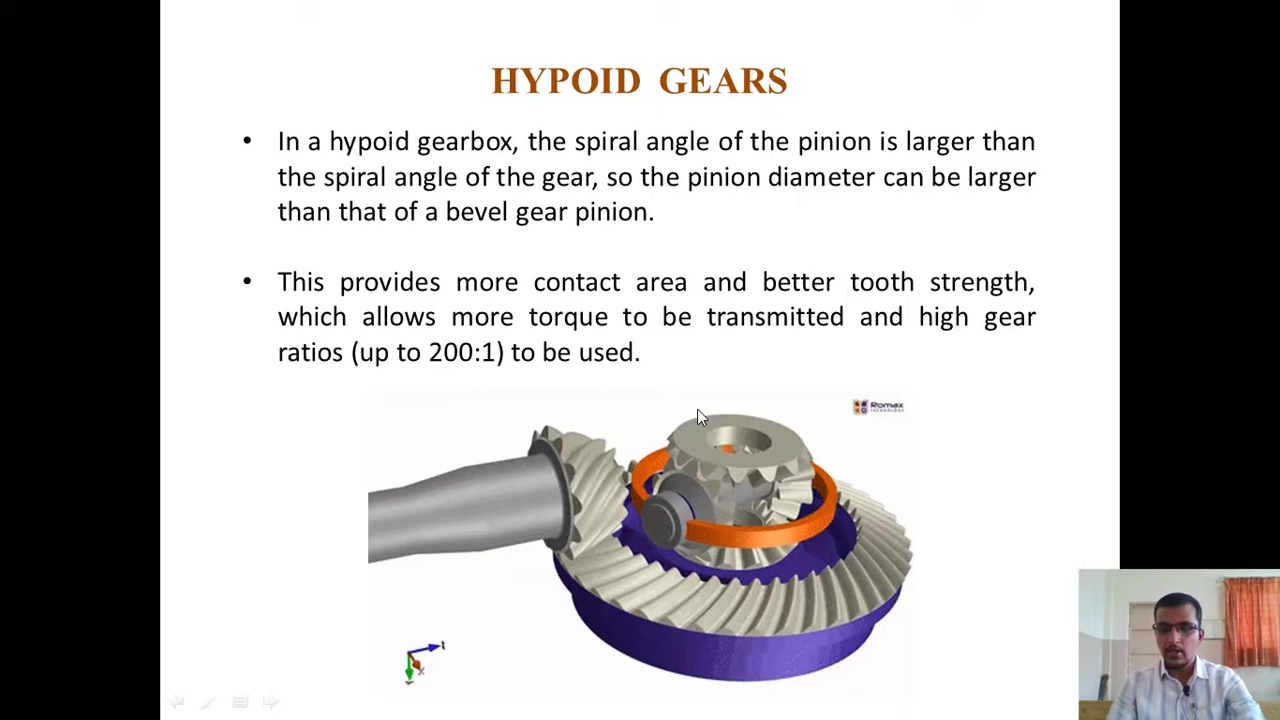 HYPOID GEARS
• In a hypoid gearbox, the spiral angle of the pinion is larger than
the spiral angle of the gear, so the pinion diameter can be larger
than that of a bevel gear pinion.
• This provides more contact area and better tooth strength,
which allows more torque to be transmitted and high gear
ratios (up to 200:1) to be used.
Romax
TECHNOLOGY